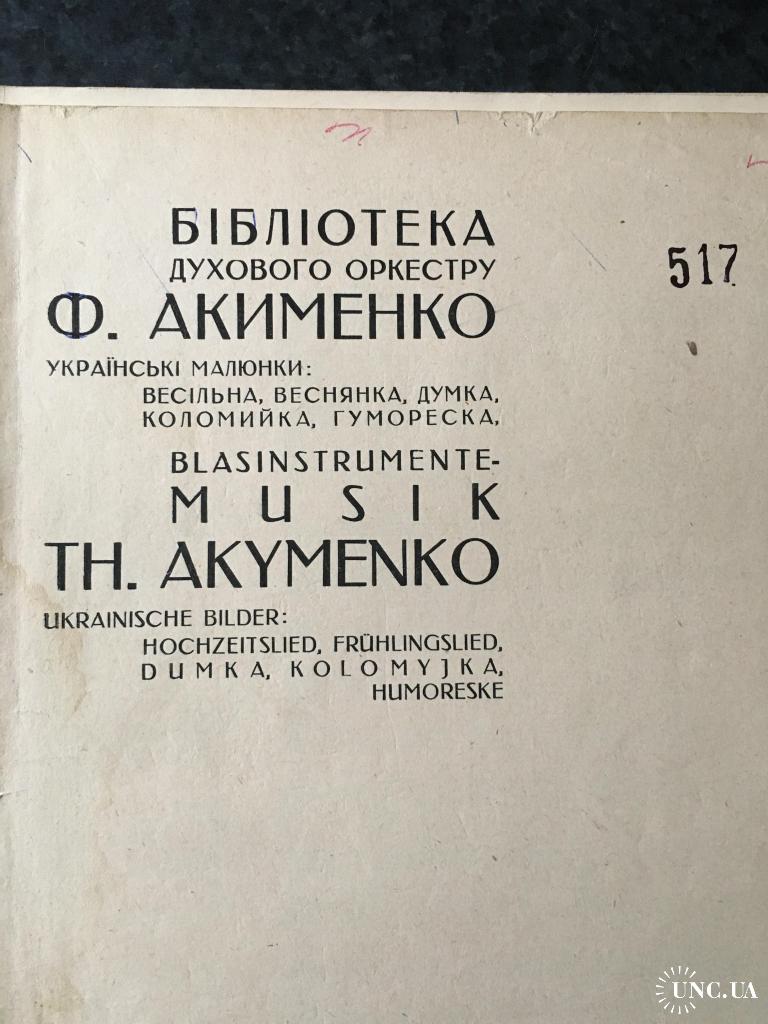 БІБЛІОТЕКА
ДУХОВОГО ОРКЕСТРУ
Ф. АКИМЕНКО
УКРАЇНСЬКІ МАЛЮНКИ:
ВЕСІЛЬНА, ВЕСНЯНКА, ДУМКА,
КОЛОМИЙКА, ГУМОРЕСКА,
517
BLASINSTRUMENTE-
MUSIK
TH. AKYMENKO
UKRAINISCHE BILDER:
HOCHZEITSLIED, FRÜHLINGSLIED,
DUMKA, KOLOMYJKA,
HUMORESKE
UNC.UA